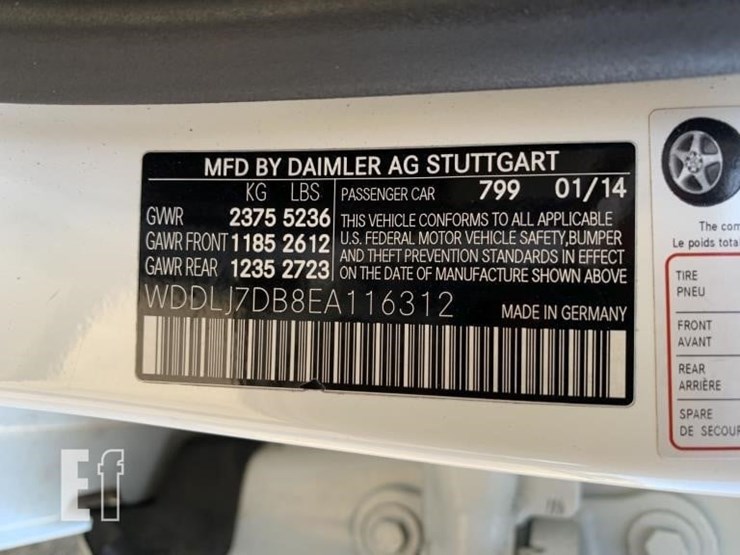 MFD BY DAIMLER AG STUTTGART
KG LBS
GVWR 2375 5236
GAWR FRONT 1185 2612
GAWR REAR 1235 2723
PASSENGER CAR 799 01/14
THIS VEHICLE CONFORMS TO ALL APPLICABLE
U.S. FEDERAL MOTOR VEHICLE SAFETY,BUMPER
AND THEFT PREVENTION STANDARDS IN EFFECT
ON THE DATE OF MANUFACTURE SHOWN ABOVE
WDDLJ7DB8EA116312
MADE IN GERMANY
The com
Le poids total
TIRE
PNEU
FRONT
AVANT
REAR
ARRIÈRE
SPARE
DE SECOUR
Ef